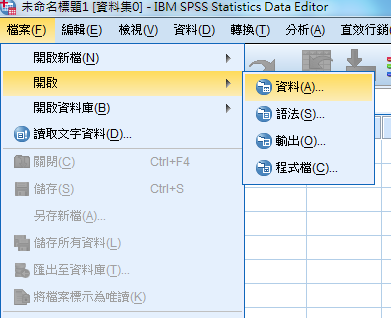 未命名標題1 [資料集0] - IBM SPSS Statistics Data Editor
檔案(F) 編輯(E) 檢視(V) 資料(D) 轉換(T) 分析(A) 直效行銷
開啟新檔(N)
開啟
資料(A)...
語法(S)...
輸出(O)...
程式檔(C)...
開啟資料庫(B)
讀取文字資料(D)...
關閉(C) Ctrl+F4
儲存(S) Ctrl+S
另存新檔(A)...
儲存所有資料(L)
匯出至資料庫(T)...
將檔案標示為唯讀(K)